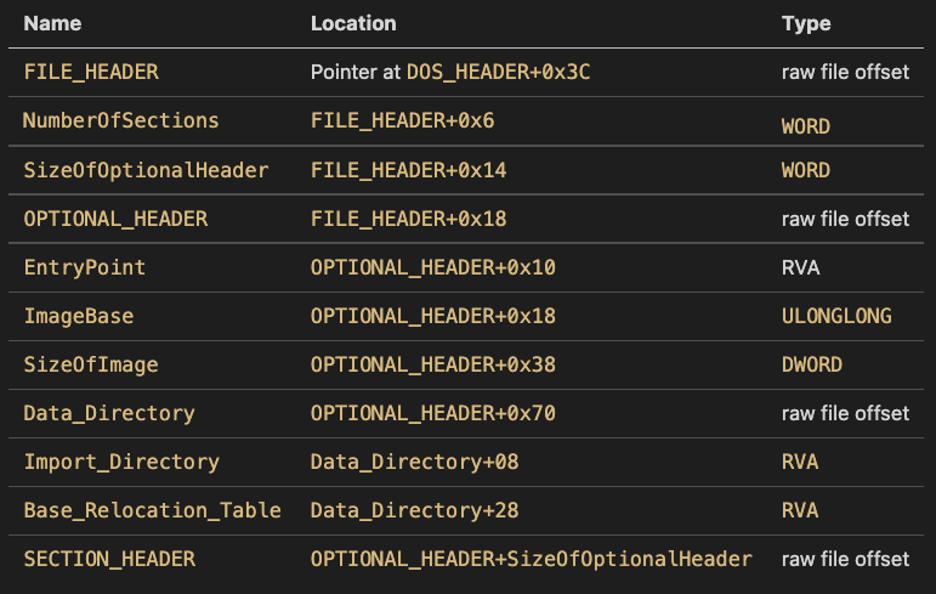 Name Location Type
FILE_HEADER Pointer at DOS_HEADER+0x3C raw file offset
NumberOfSections FILE_HEADER+0x6 WORD
SizeOfOptionalHeader FILE_HEADER+0x14 WORD
OPTIONAL_HEADER FILE_HEADER+0x18 raw file offset
EntryPoint OPTIONAL_HEADER+0x10 RVA
ImageBase OPTIONAL_HEADER+0x18 ULONGLONG
SizeOfImage OPTIONAL_HEADER+0x38 DWORD
Data_Directory OPTIONAL_HEADER+0x70 raw file offset
Import_Directory Data_Directory+08 RVA
Base_Relocation_Table Data_Directory+28 RVA
SECTION_HEADER OPTIONAL_HEADER+SizeOfOptionalHeader raw file offset